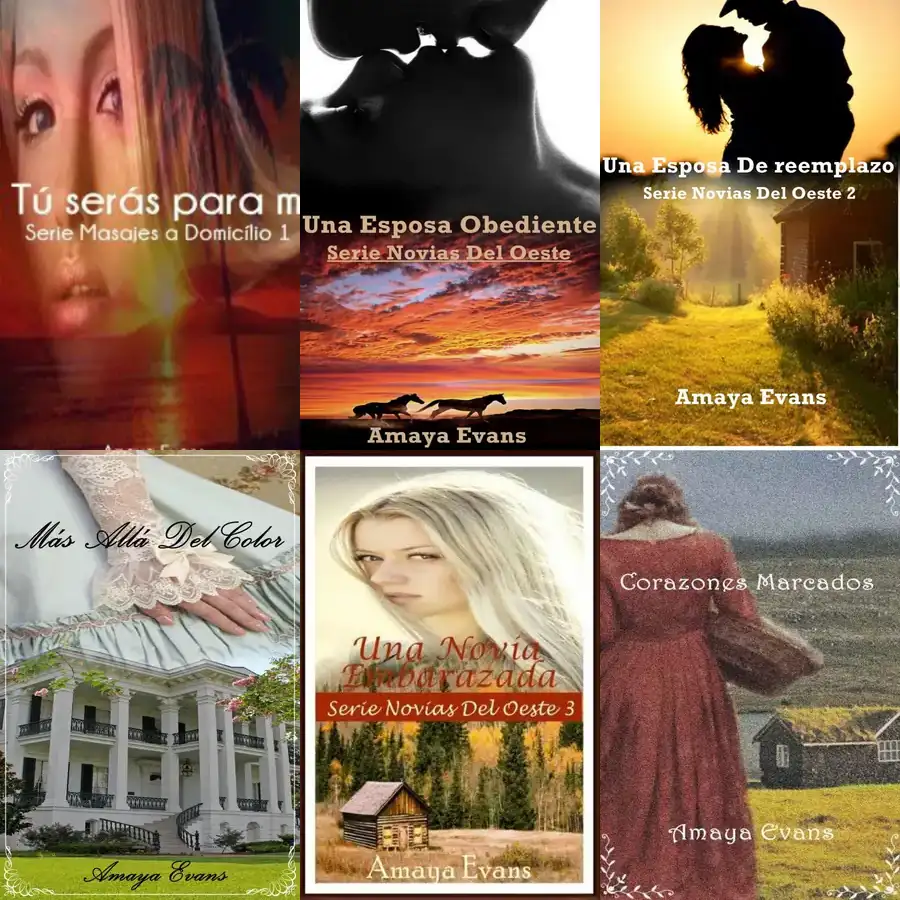 Tú serás para m
Serie Masajes a Domicílio 1
Una Esposa Obediente
Serie Novias Del Oeste
Amaya Evans
Una Esposa De reemplazo
Serie Novias Del Oeste 2
Amaya Evans
Más Allá Del Color
Amaya Evans
Una Novia
Embarazada
Serie Novias Del Oeste 3
Amaya Evans
Corazones Marcados
Amaya Evans